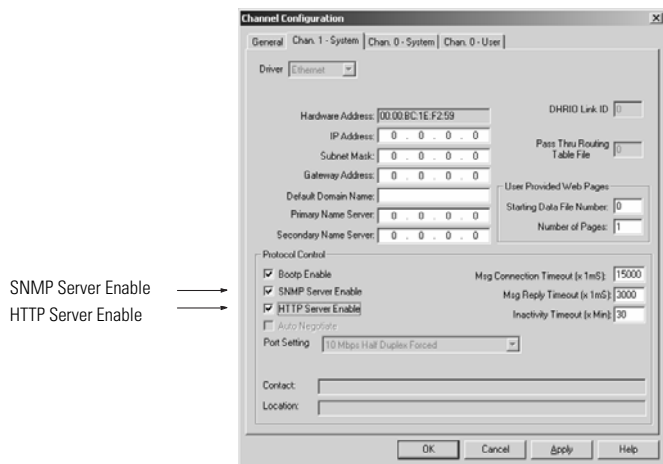 Channel Configuration
General Chan. 1 - System Chan. 0 - System Chan. 0 - User
Driver Ethernet
Hardware Address: 00:00:BC:1E:F2:59
IP Address: 0 . 0 . 0 . 0
Subnet Mask: 0 . 0 . 0 . 0
Gateway Address: 0 . 0 . 0 . 0
Default Domain Name:
Primary Name Server: 0 . 0 . 0 . 0
Secondary Name Server: 0 . 0 . 0 . 0
DHRIO Link ID 0
Pass Thru Routing
Table File 0
User Provided Web Pages
Starting Data File Number: 0
Number of Pages: 1
Protocol Control
Bootp Enable
SNMP Server Enable
HTTP Server Enable
Auto Negotiate
Port Setting 10 Mbps Half Duplex Forced
Msg Connection Timeout (x 1mS): 15000
Msg Reply Timeout (x 1mS): 3000
Inactivity Timeout (x Min): 30
Contact:
Location:
OK Cancel Apply Help
SNMP Server Enable
HTTP Server Enable